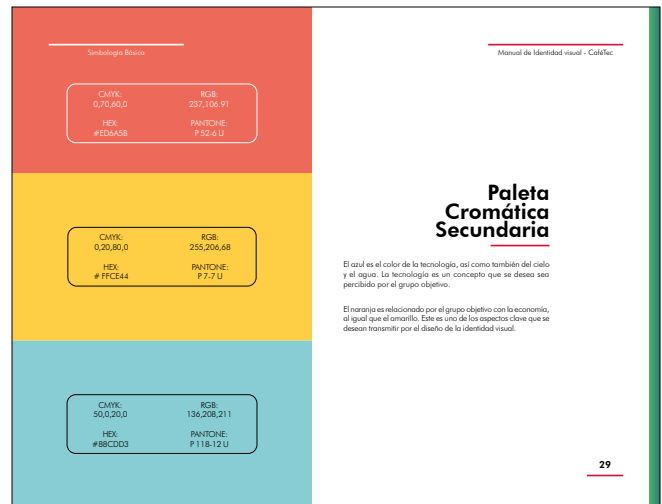 Simbología Básica
CMYK: RGB:
0,70,60,0 237,106.91
HEX: PANTONE:
#ED6A5B P 52-6 U
CMYK: RGB:
0,20,80,0 255,206,68
HEX: PANTONE:
# FFCE44 P 7-7 U
CMYK: RGB:
50,0,20,0 136,208,211
HEX: PANTONE:
#88CDD3 P 118-12 U
Manual de Identidad visual - CaféTec
Paleta
Cromática
Secundaria
El azul es el color de la tecnología, así como también del cielo
y el agua. La tecnología es un concepto que se desea sea
percibido por el grupo objetivo.
El naranja es relacionado por el grupo objetivo con la economía,
al igual que el amarillo. Este es uno de los aspectos clave que se
desean transmitir por el diseño de la identidad visual.
29